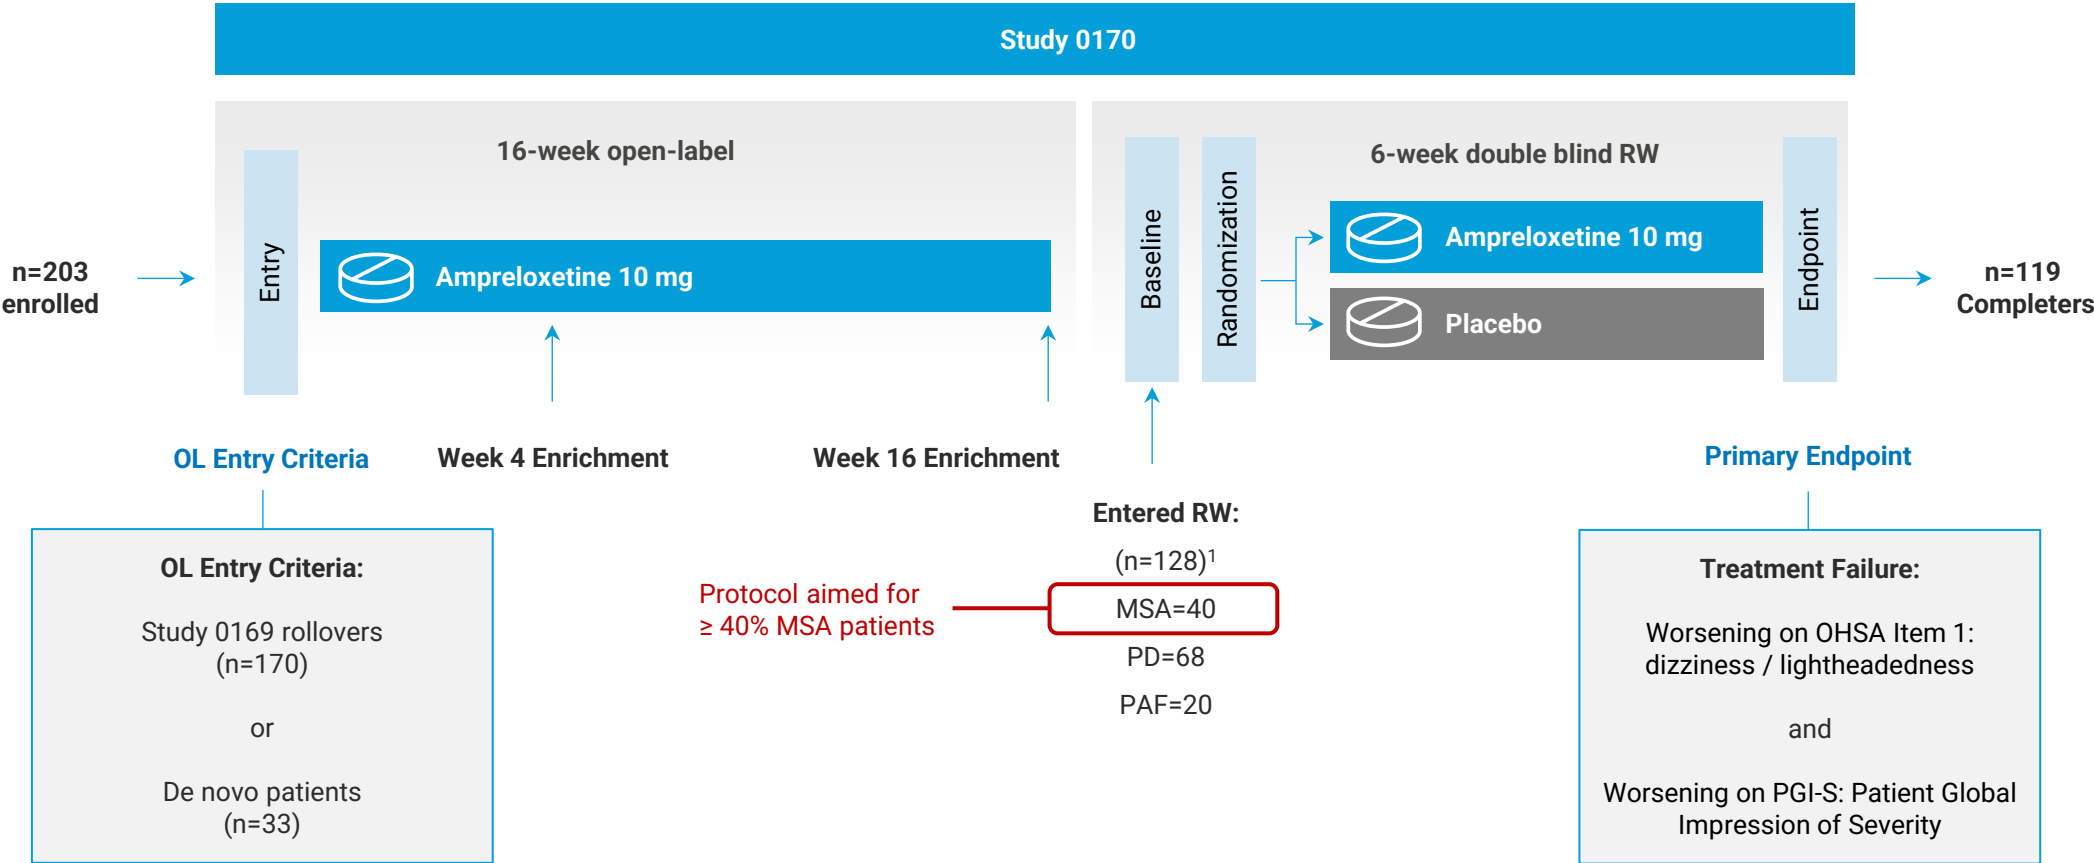 Study 0170
16-week open-label
6-week double blind RW
n=203
enrolled
Entry
Ampreloxetine 10 mg
Baseline
Randomization
Ampreloxetine 10 mg
Placebo
Endpoint
n=119
Completers
OL Entry Criteria
Week 4 Enrichment
Week 16 Enrichment
Primary Endpoint
OL Entry Criteria:
Study 0169 rollovers
(n=170)
or
De novo patients
(n=33)
Protocol aimed for
≥ 40% MSA patients
Entered RW:
(n=128)¹
MSA=40
PD=68
PAF=20
Treatment Failure:
Worsening on OHSA Item 1:
dizziness / lightheadedness
and
Worsening on PGI-S: Patient Global
Impression of Severity